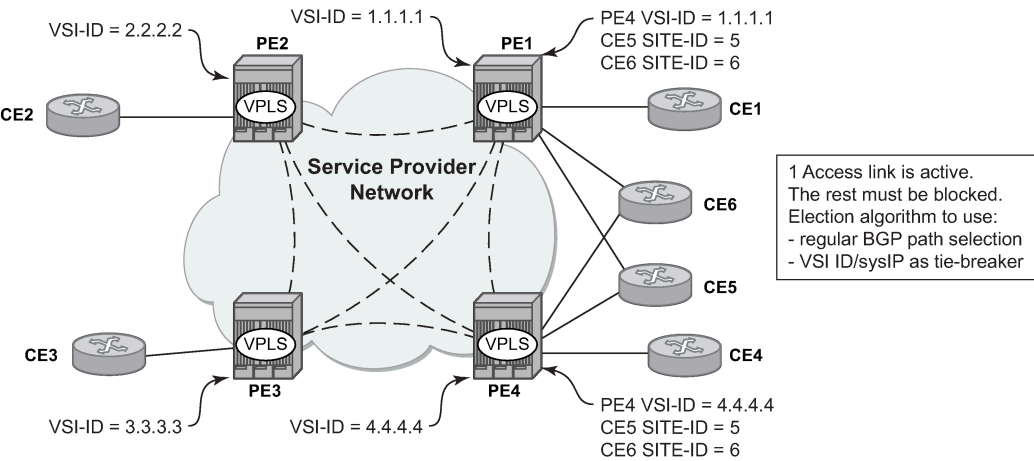 VSI-ID = 2.2.2.2
VSI-ID = 1.1.1.1
PE4 VSI-ID = 1.1.1.1
CE5 SITE-ID = 5
CE6 SITE-ID = 6
PE2
PE1
CE2
VPLS
VPLS
CE1
Service Provider
Network
CE6
1 Access link is active.
The rest must be blocked.
Election algorithm to use:
- regular BGP path selection
- VSI ID/sysIP as tie-breaker
CE5
CE3
VPLS
VPLS
CE4
PE3
PE4
VSI-ID = 3.3.3.3
VSI-ID = 4.4.4.4
PE4 VSI-ID = 4.4.4.4
CE5 SITE-ID = 5
CE6 SITE-ID = 6